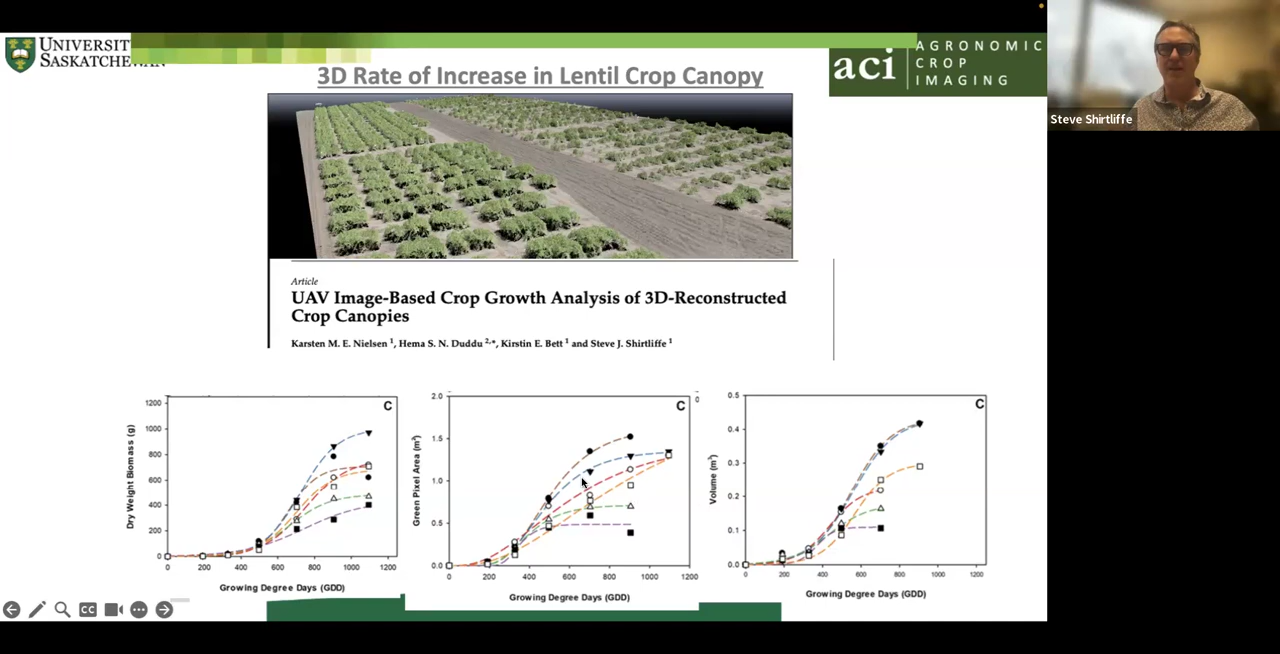 UNIVERSIT
SASKATCHEWAN
3D Rate of Increase in Lentil Crop Canopy
aci
AGRONOMIC
CROP
IMAGING
Steve Shirtliffe
Article
UAV Image-Based Crop Growth Analysis of 3D-Reconstructed
Crop Canopies
Karsten M. E. Nielsen 1, Hema S. N. Duddu 2,*, Kirstin E. Bett 1 and Steve J. Shirtliffe 1
C
Dry Weight Biomass (g)
1200
1000
800
600
400
200
0
0 200 400 600 800 1000 1200
Growing Degree Days (GDD)
0
C
Green Pixel Area (m²)
2.0
1.5
1.0
0.5
0.0
0 200 400 600 800 1000 1200
Growing Degree Days (GDD)
C
Volume (m³)
0.5
0.4
0.3
0.2
0.1
0.0
0 200 400 600 800 1000 1200
Growing Degree Days (GDD)
CC